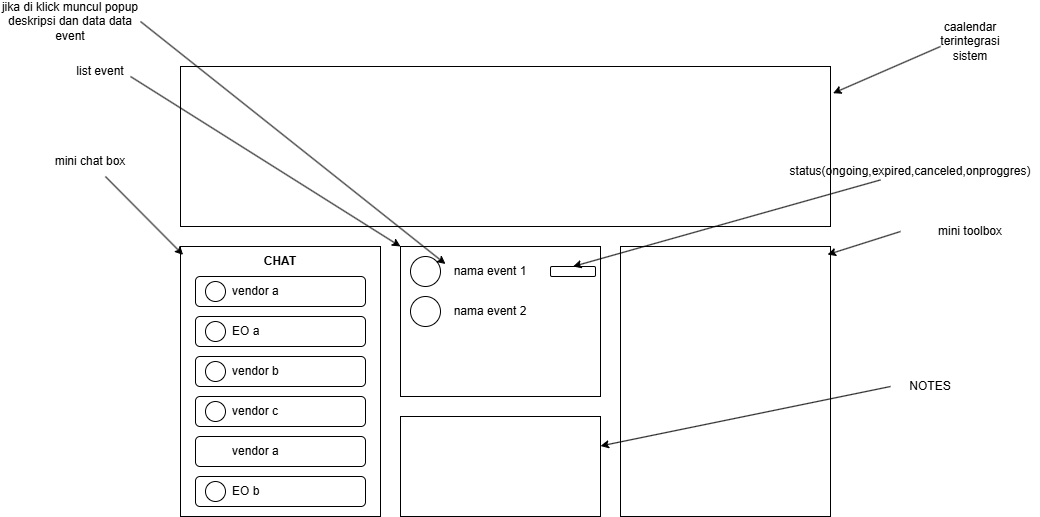 jika di klick muncul popup
deskripsi dan data data
event
caalendar
terintegrasi
sistem
list event
mini chat box
status(ongoing,expired,canceled,onproggres)
mini toolbox
CHAT
vendor a
EO a
vendor b
vendor c
vendor a
EO b
nama event 1
nama event 2
NOTES